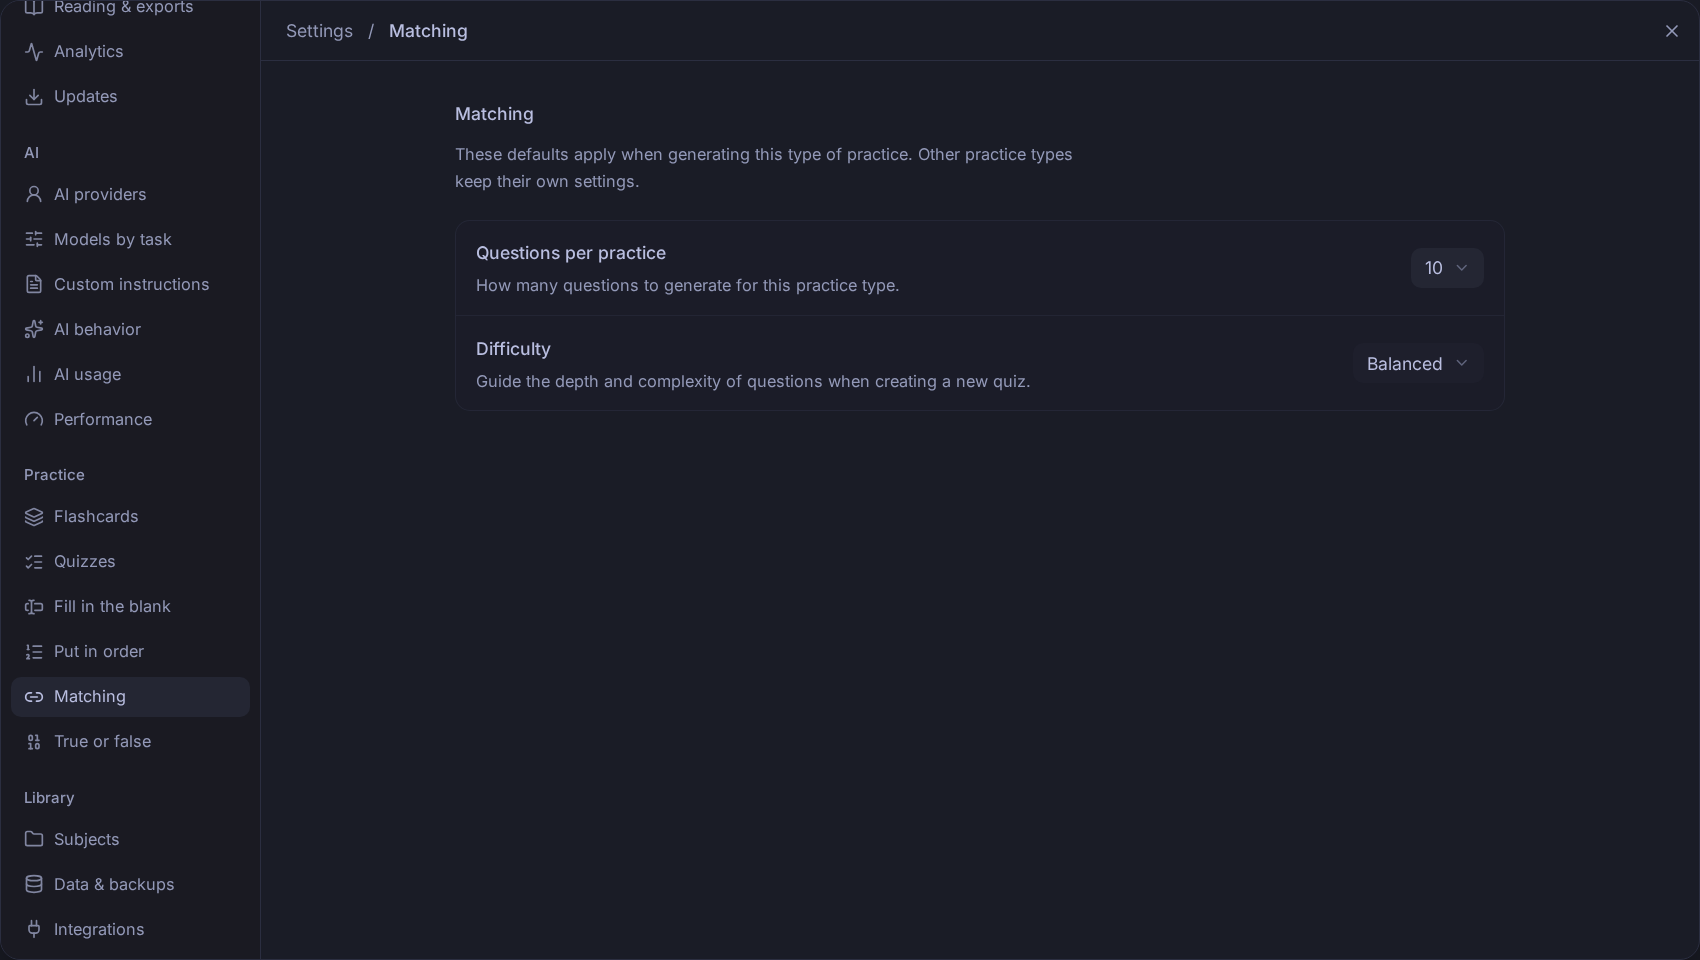 Reading & exports
Analytics
Updates
AI
AI providers
Models by task
Custom instructions
AI behavior
AI usage
Performance
Practice
Flashcards
Quizzes
Fill in the blank
Put in order
Matching
True or false
Library
Subjects
Data & backups
Integrations
Settings / Matching
Matching
These defaults apply when generating this type of practice. Other practice types
keep their own settings.
Questions per practice
How many questions to generate for this practice type.
10
Difficulty
Guide the depth and complexity of questions when creating a new quiz.
Balanced